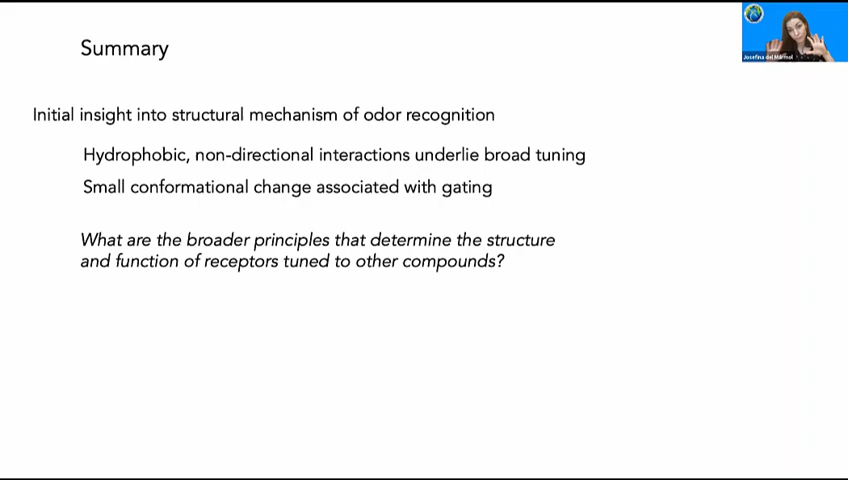 Summary
Josefina del Mármol
Initial insight into structural mechanism of odor recognition
Hydrophobic, non-directional interactions underlie broad tuning
Small conformational change associated with gating
What are the broader principles that determine the structure
and function of receptors tuned to other compounds?